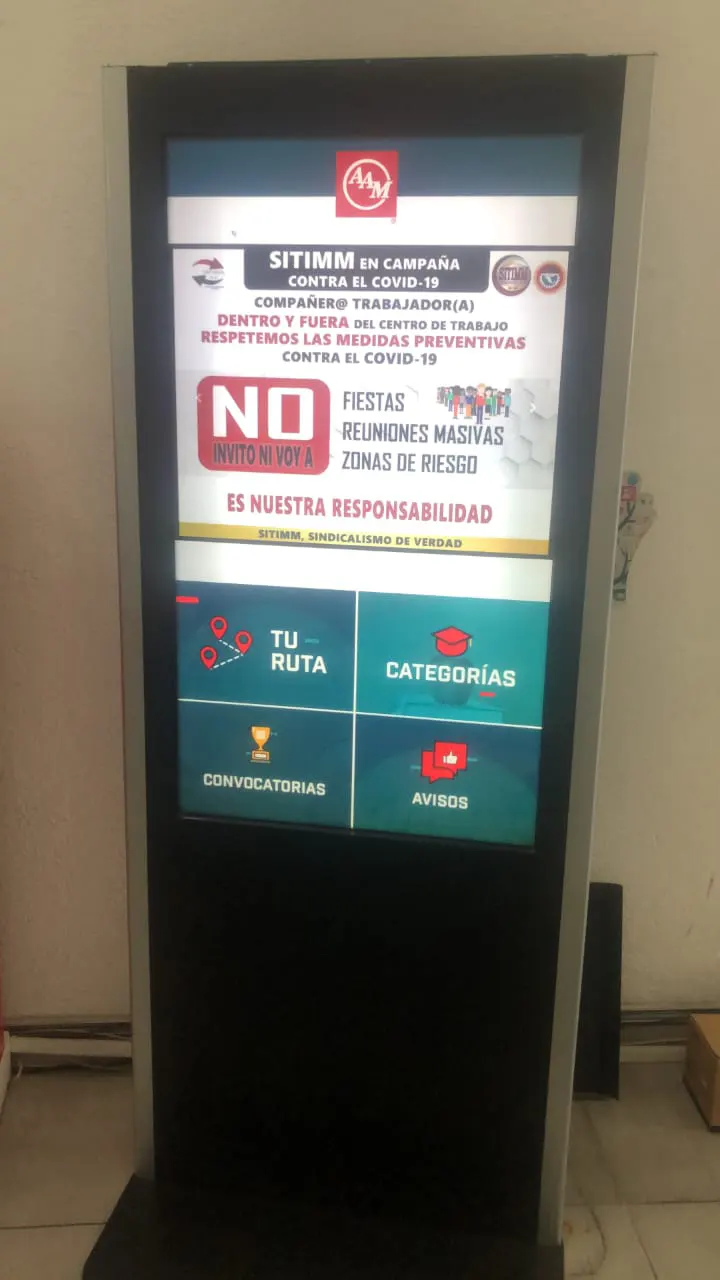 AAM
SITIMM EN CAMPAÑA
CONTRA EL COVID-19
SITIMM
COMPAÑER@ TRABAJADOR(A)
DENTRO Y FUERA DEL CENTRO DE TRABAJO
RESPETEMOS LAS MEDIDAS PREVENTIVAS
CONTRA EL COVID-19
NO
INVITO NI VOY A
FIESTAS
REUNIONES MASIVAS
ZONAS DE RIESGO
ES NUESTRA RESPONSABILIDAD
SITIMM, SINDICALISMO DE VERDAD
TU
RUTA
CATEGORÍAS
CONVOCATORIAS
AVISOS